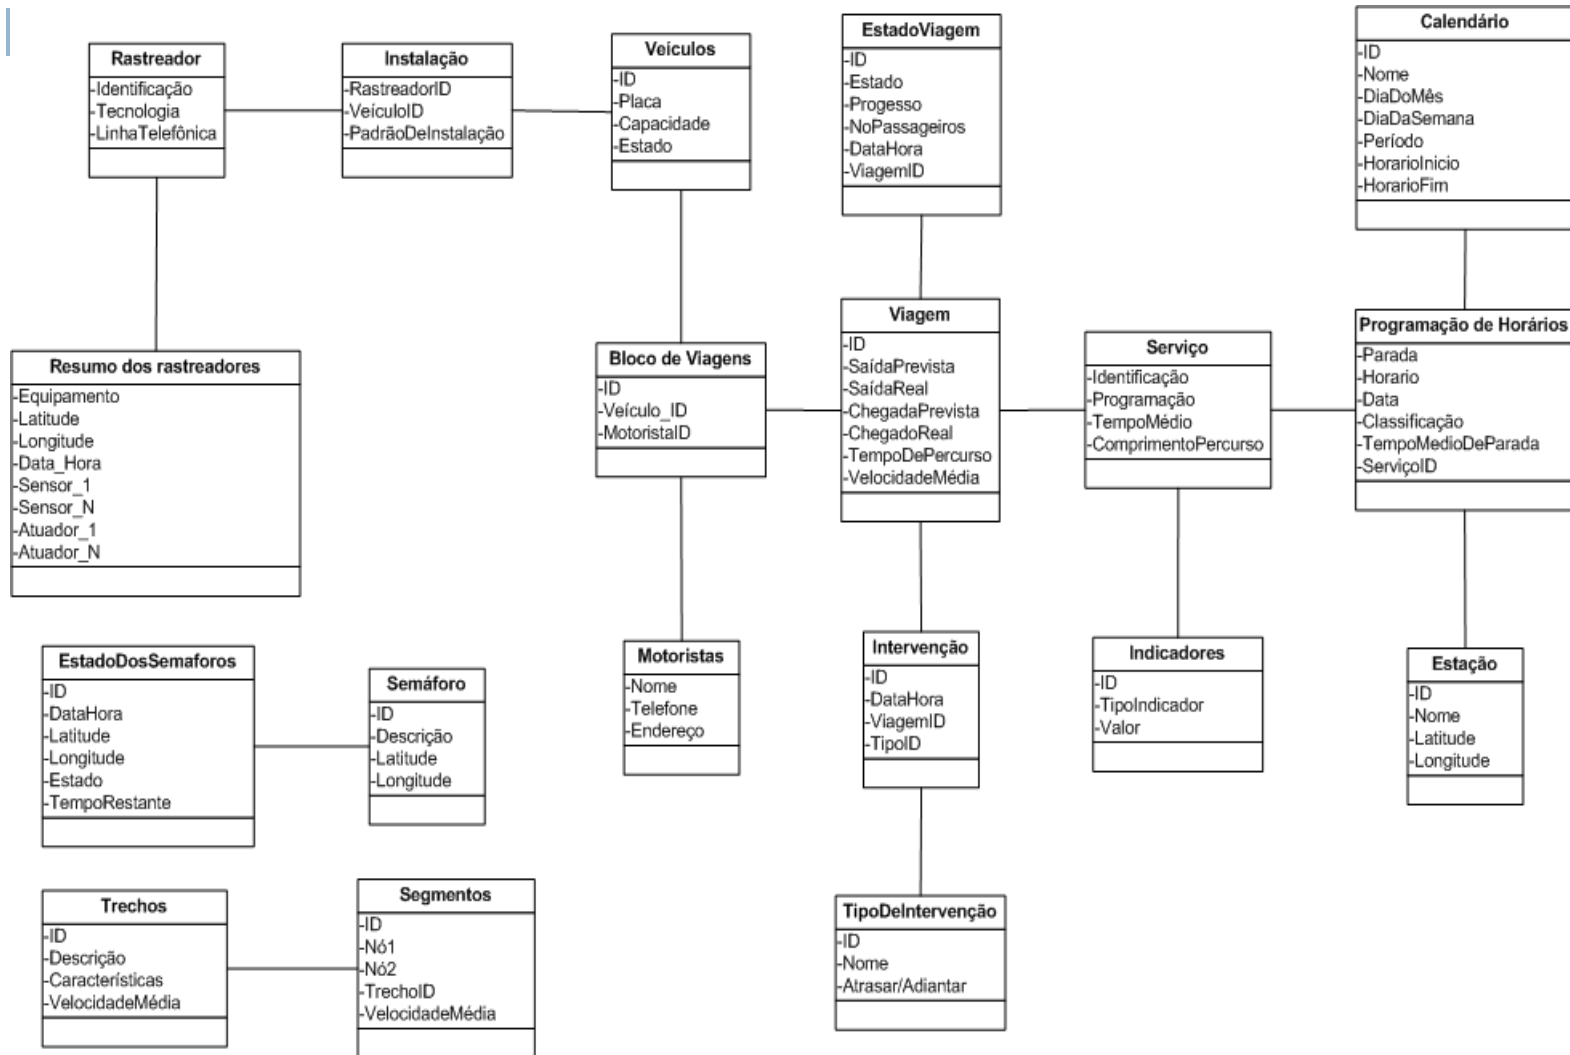 Rastreador
-Identificação
-Tecnologia
-LinhaTelefônica
Instalação
-RastreadorID
-VeículoID
-PadrãoDeInstalação
Veículos
-ID
-Placa
-Capacidade
-Estado
EstadoViagem
-ID
-Estado
-Progesso
-NoPassageiros
-DataHora
-ViagemID
Calendário
-ID
-Nome
-DiaDoMês
-DiaDaSemana
-Período
-HorarioInicio
-HorarioFim
Resumo dos rastreadores
-Equipamento
-Latitude
-Longitude
-Data_Hora
-Sensor_1
-Sensor_N
-Atuador_1
-Atuador_N
Bloco de Viagens
-ID
-Veículo_ID
-MotoristaID
Viagem
-ID
-SaídaPrevista
-SaídaReal
-ChegadaPrevista
-ChegadoReal
-TempoDePercurso
-VelocidadeMédia
Serviço
-Identificação
-Programação
-TempoMédio
-ComprimentoPercurso
Programação de Horários
-Parada
-Horario
-Data
-Classificação
-TempoMedioDeParada
-ServiçoID
EstadoDosSemaforos
-ID
-DataHora
-Latitude
-Longitude
-Estado
-TempoRestante
Semáforo
-ID
-Descrição
-Latitude
-Longitude
Motoristas
-Nome
-Telefone
-Endereço
Intervenção
-ID
-DataHora
-ViagemID
-TipoID
Indicadores
-ID
-TipoIndicador
-Valor
Estação
-ID
-Nome
-Latitude
-Longitude
Trechos
-ID
-Descrição
-Características
-VelocidadeMédia
Segmentos
-ID
-Nó1
-Nó2
-TrechoID
-VelocidadeMédia
TipoDeIntervenção
-ID
-Nome
-Atrasar/Adiantar